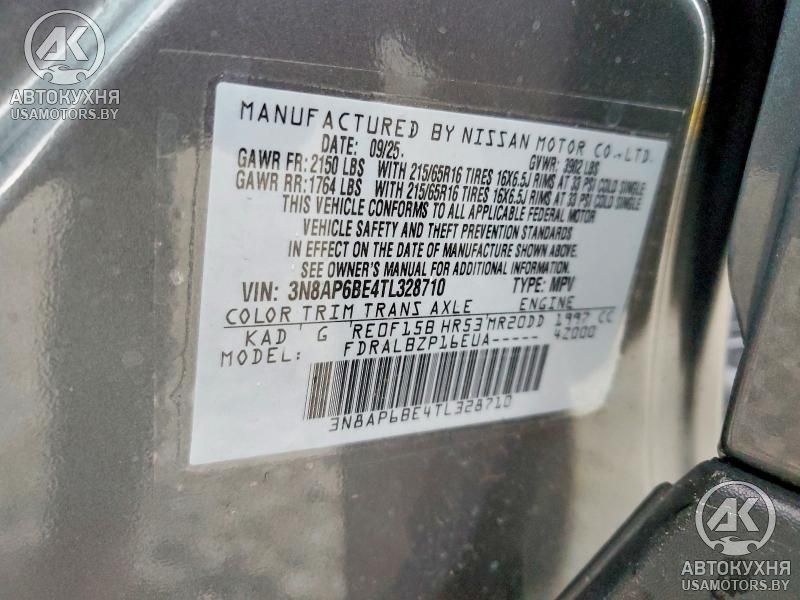 AK
АВТОКУХНЯ
USAMOTORS.BY
MANUFACTURED BY NISSAN MOTOR CO.,LTD.
DATE: 09/25. GVWR: 3902 LBS
GAWR FR: 2150 LBS WITH 215/65R16 TIRES 16X6.5J RIMS AT 33 PSI COLD SINGLE
GAWR RR: 1764 LBS WITH 215/65R16 TIRES 16X6.5J RIMS AT 33 PSI COLD SINGLE
THIS VEHICLE CONFORMS TO ALL APPLICABLE FEDERAL MOTOR
VEHICLE SAFETY AND THEFT PREVENTION STANDARDS
IN EFFECT ON THE DATE OF MANUFACTURE SHOWN ABOVE.
SEE OWNER'S MANUAL FOR ADDITIONAL INFORMATION.
VIN: 3N8AP6BE4TL328710 TYPE: MPV
COLOR TRIM TRANS AXLE ENGINE
KAD G RE0F15B HR53 MR20DD 1997 CC
MODEL: FDRALBZP16EUA----- 4Z000
3N8AP6BE4TL328710
AK
АВТОКУХНЯ
USAMOTORS.BY